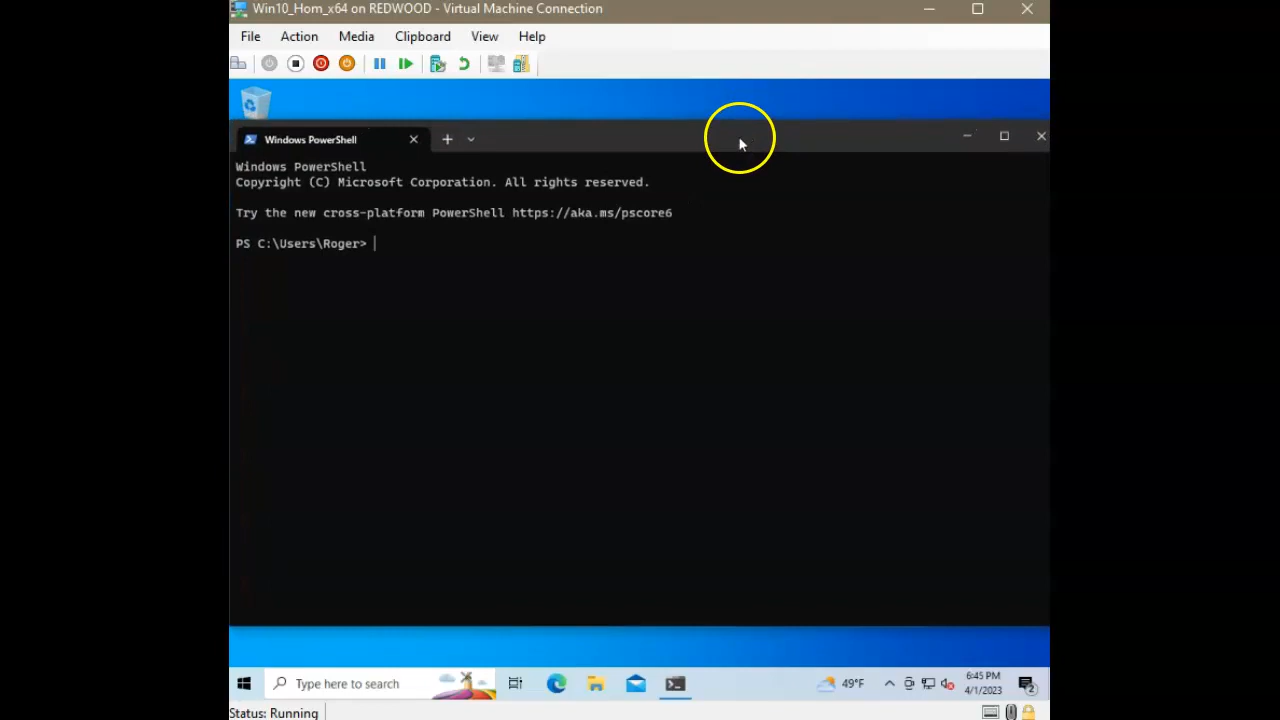 Win10_Hom_x64 on REDWOOD - Virtual Machine Connection
File Action Media Clipboard View Help
Windows PowerShell
Windows PowerShell
Copyright (C) Microsoft Corporation. All rights reserved.
Try the new cross-platform PowerShell https://aka.ms/pscore6
PS C:\Users\Roger>
Type here to search
49°F
6:45 PM
4/1/2023
2
Status: Running